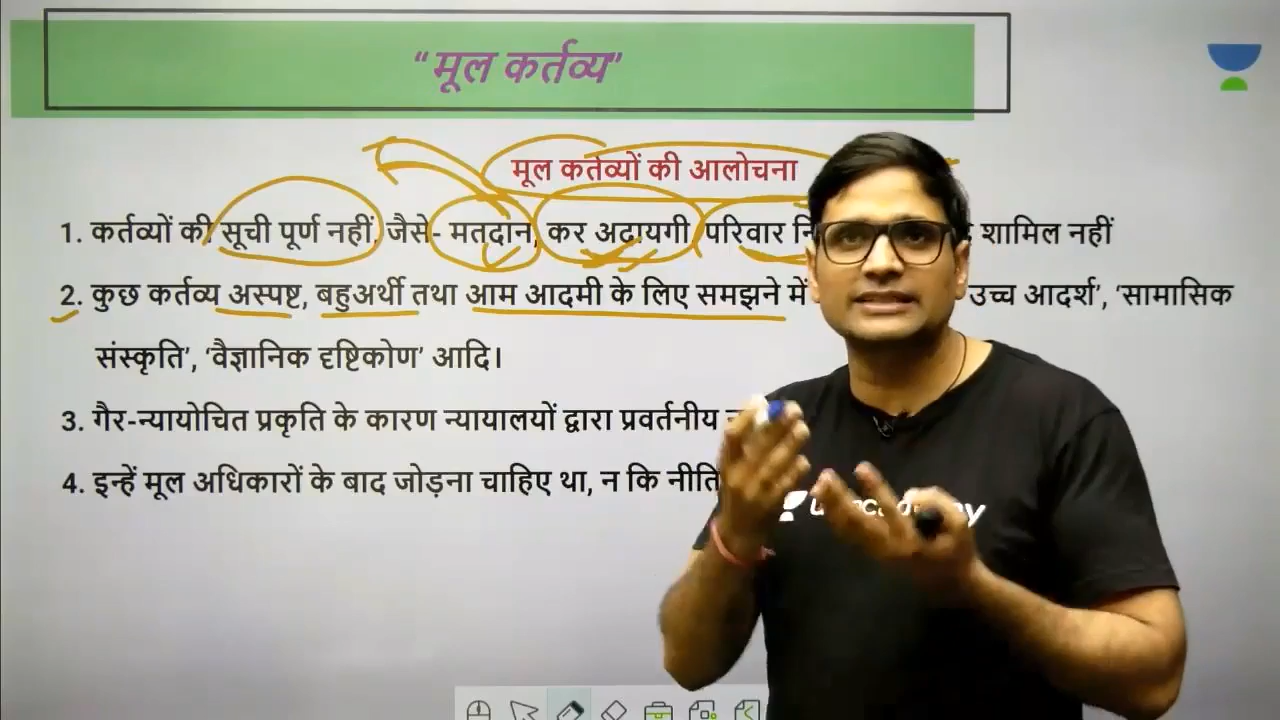 “मूल कर्तव्य”
मूल कर्तव्यों की आलोचना
1. कर्तव्यों की सूची पूर्ण नहीं, जैसे- मतदान, कर अदायगी परिवार शामिल नहीं
2. कुछ कर्तव्य अस्पष्ट, बहुअर्थी तथा आम आदमी के लिए समझने में उच्च आदर्श’, ‘सामासिक
संस्कृति’, ‘वैज्ञानिक दृष्टिकोण’ आदि।
3. गैर-न्यायोचित प्रकृति के कारण न्यायालयों द्वारा प्रवर्तनीय
4. इन्हें मूल अधिकारों के बाद जोड़ना चाहिए था, न कि नीति